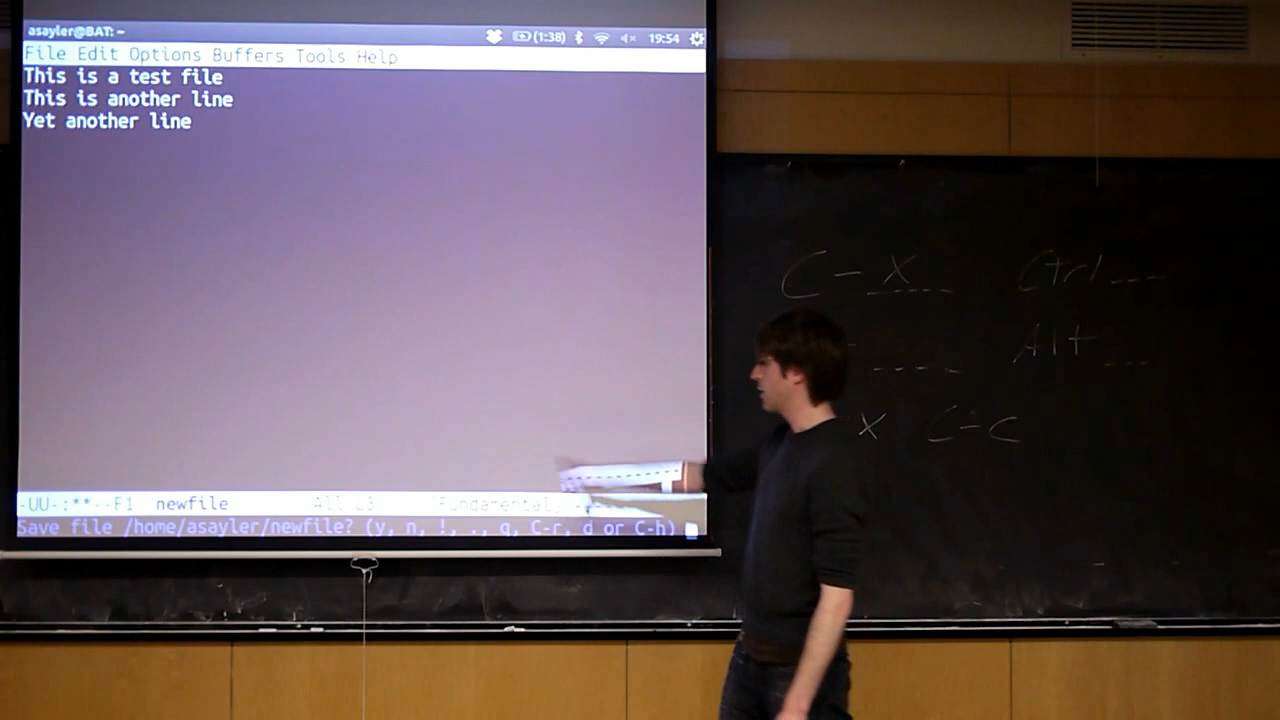 asayler@BAT: ~
(1:38) 19:54
File Edit Options Buffers Tools Help
This is a test file
This is another line
Yet another line
-UU-:**--F1 newfile All L3 (Fundamental)
Save file /home/asayler/newfile? (y, n, !, ., q, C-r, d or C-h)
C - X Ctrl ---
Alt ---
X C-C